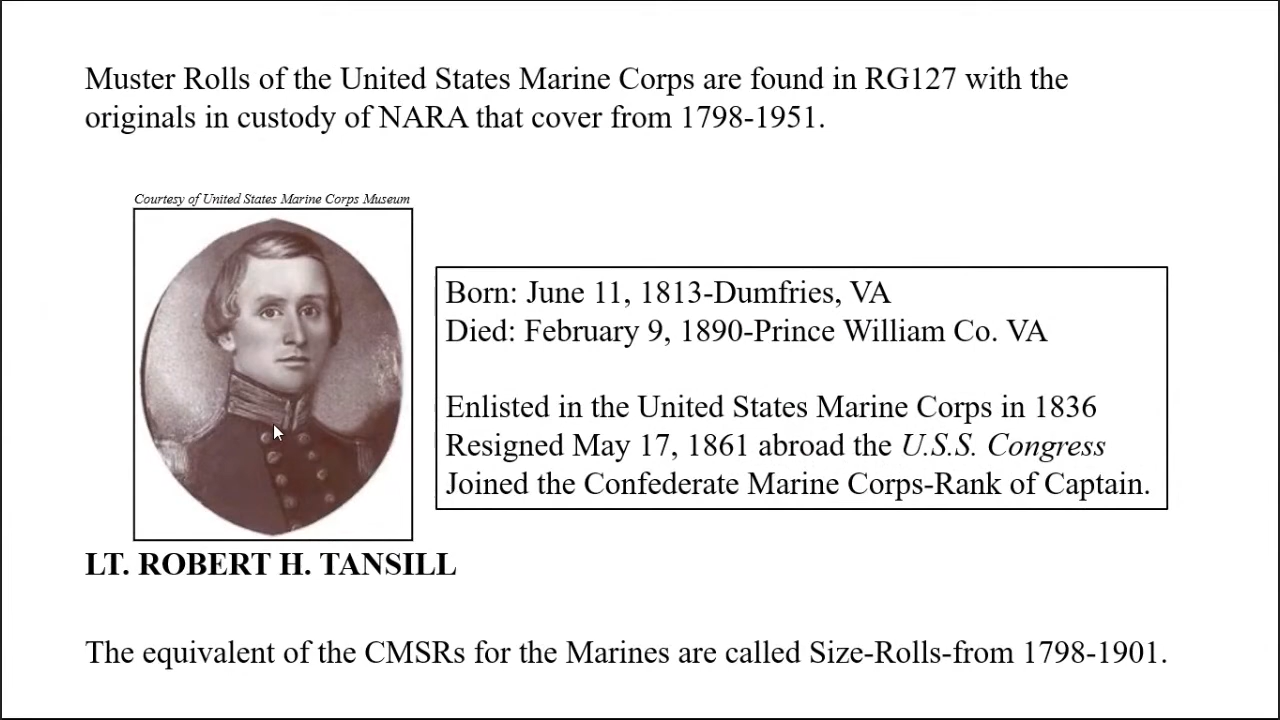 Muster Rolls of the United States Marine Corps are found in RG127 with the
originals in custody of NARA that cover from 1798-1951.
Courtesy of United States Marine Corps Museum
Born: June 11, 1813-Dumfries, VA
Died: February 9, 1890-Prince William Co. VA
Enlisted in the United States Marine Corps in 1836
Resigned May 17, 1861 abroad the U.S.S. Congress
Joined the Confederate Marine Corps-Rank of Captain.
LT. ROBERT H. TANSILL
The equivalent of the CMSRs for the Marines are called Size-Rolls-from 1798-1901.